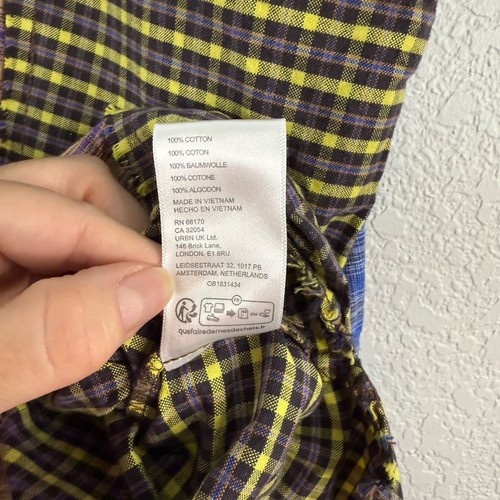 100% COTTON
100% COTON
100% BAUMWOLLE
100% COTONE
100% ALGODÓN
MADE IN VIETNAM
HECHO EN VIETNAM
RN 66170
CA 32054
URBN UK Ltd.
146 Brick Lane,
LONDON, E1 6RU
LEIDSESTRAAT 32, 1017 PB
AMSTERDAM, NETHERLANDS
OB1831434
FR
OU
quefairedemesdechets.fr